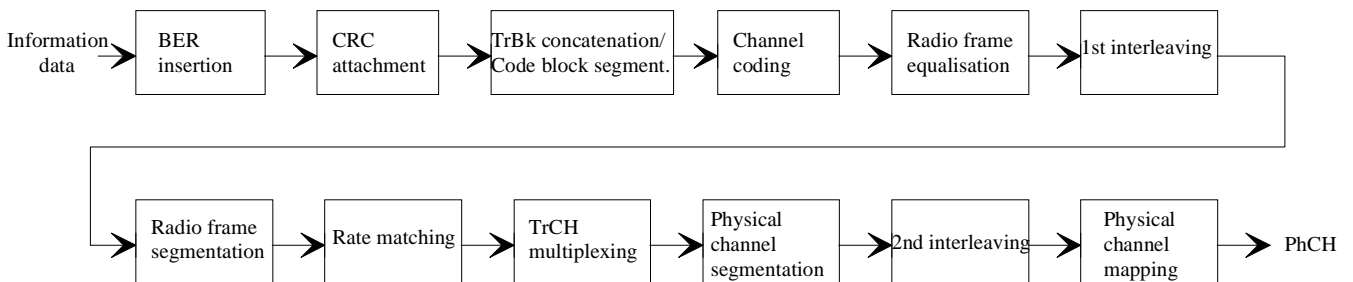 Information
data
BER
insertion
CRC
attachment
TrBk concatenation/
Code block segment.
Channel
coding
Radio frame
equalisation
1st interleaving
Radio frame
segmentation
Rate matching
TrCH
multiplexing
Physical
channel
segmentation
2nd interleaving
Physical
channel
mapping
PhCH